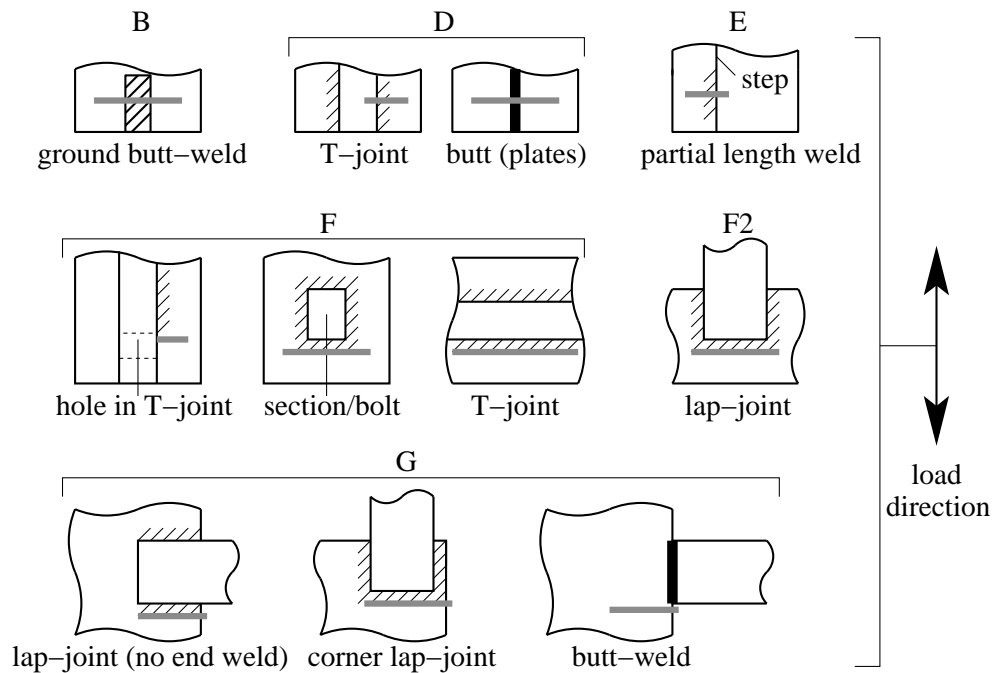 B
D
E
step
ground butt−weld
T−joint
butt (plates)
partial length weld
F
F2
hole in T−joint
section/bolt
T−joint
lap−joint
G
load
direction
lap−joint (no end weld)
corner lap−joint
butt−weld